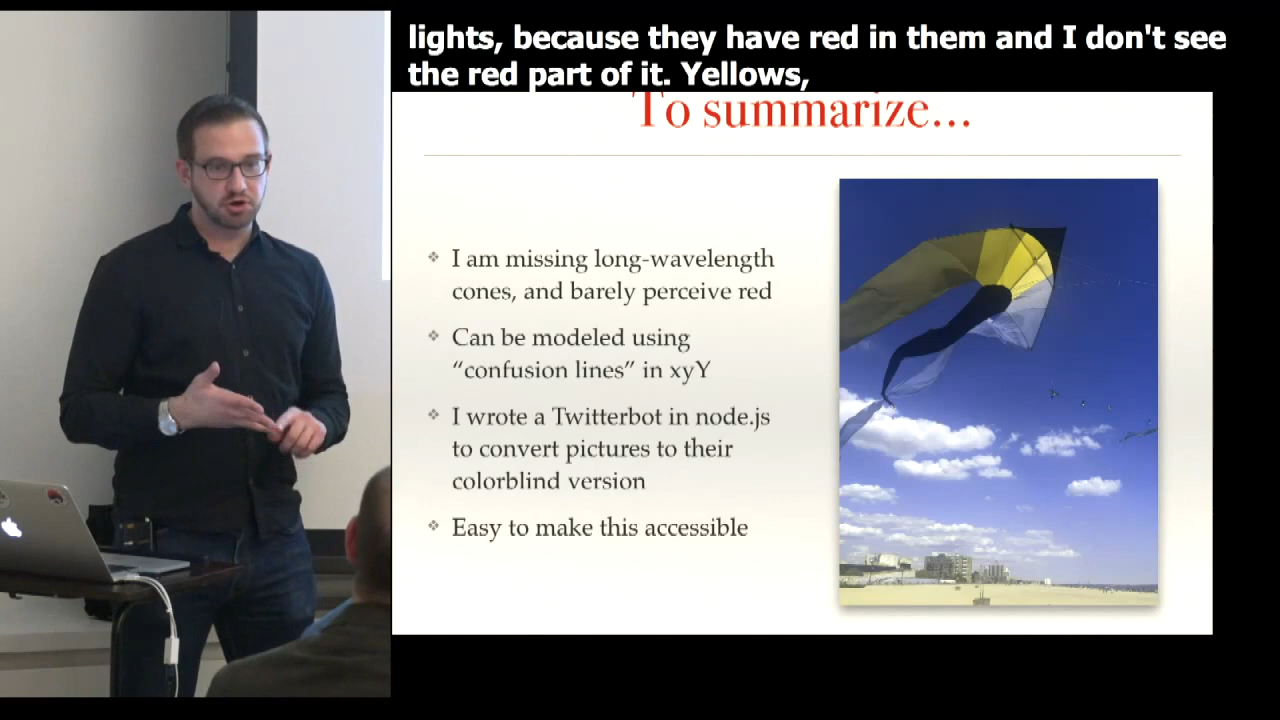 lights, because they have red in them and I don't see
the red part of it. Yellows,
To summarize...
I am missing long-wavelength
cones, and barely perceive red
Can be modeled using
“confusion lines” in xyY
I wrote a Twitterbot in node.js
to convert pictures to their
colorblind version
Easy to make this accessible